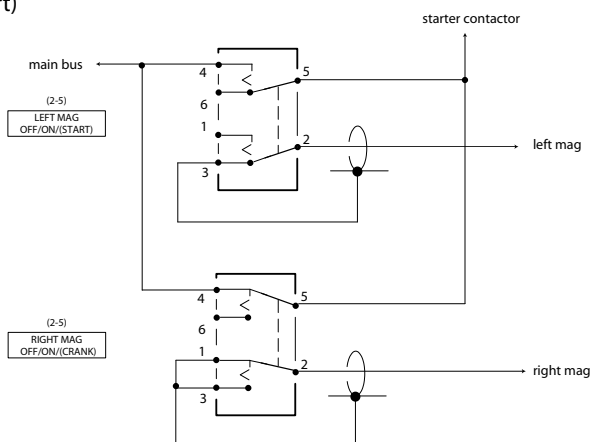 t)
starter contactor
main bus
4
5
6
1
2
3
(2-5)
LEFT MAG
OFF/ON/(START)
left mag
4
5
6
1
2
3
(2-5)
RIGHT MAG
OFF/ON/(CRANK)
right mag